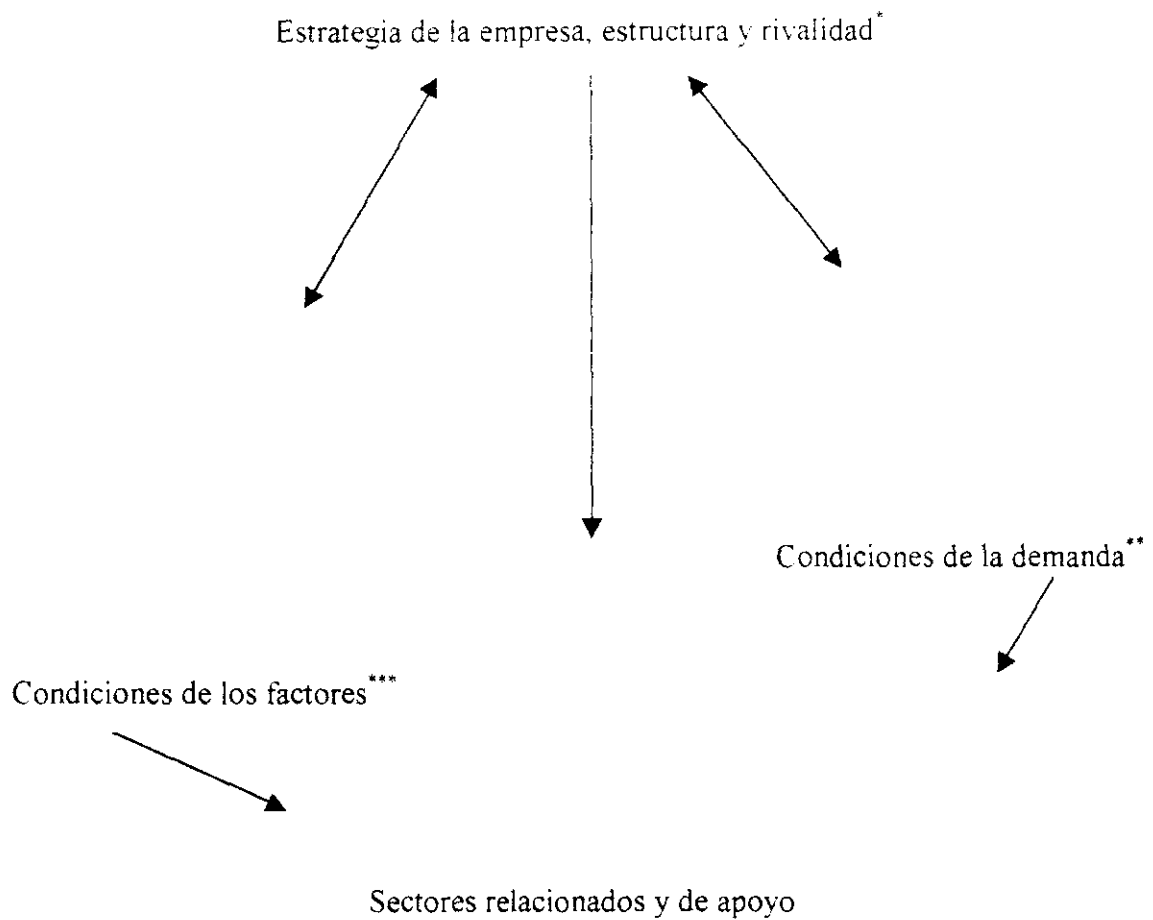 Estrategia de la empresa, estructura y rivalidad*
Condiciones de la demanda**
Condiciones de los factores***
Sectores relacionados y de apoyo